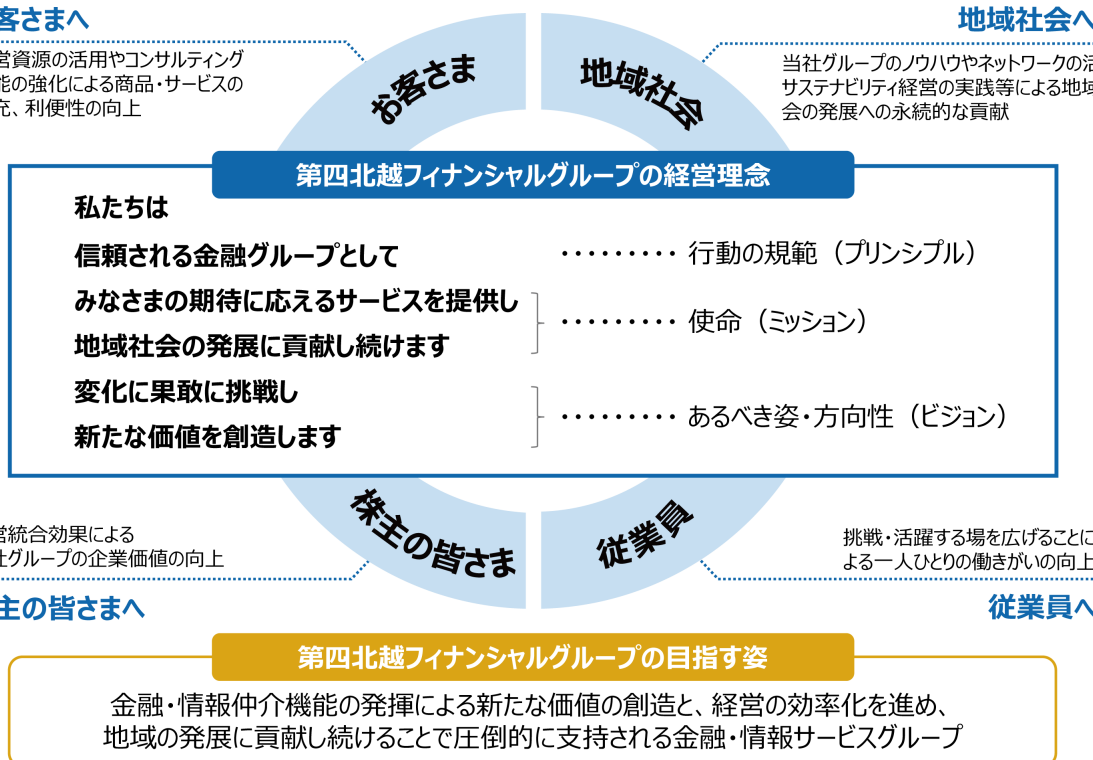 客さまへ
営資源の活用やコンサルティング
能の強化による商品・サービスの
充、利便性の向上
お客さま
地域社会
地域社会へ
当社グループのノウハウやネットワークの活
サステナビリティ経営の実践等による地域
会の発展への永続的な貢献
第四北越フィナンシャルグループの経営理念
私たちは
信頼される金融グループとして
・・・・・・・・・ 行動の規範（プリンシプル）
みなさまの期待に応えるサービスを提供し
・・・・・・・・・ 使命（ミッション）
地域社会の発展に貢献し続けます
変化に果敢に挑戦し
・・・・・・・・・ あるべき姿・方向性（ビジョン）
新たな価値を創造します
株主の皆さま
従業員
営統合効果による
社グループの企業価値の向上
主の皆さまへ
挑戦・活躍する場を広げることに
よる一人ひとりの働きがいの向上
従業員へ
第四北越フィナンシャルグループの目指す姿
金融・情報仲介機能の発揮による新たな価値の創造と、経営の効率化を進め、
地域の発展に貢献し続けることで圧倒的に支持される金融・情報サービスグループ